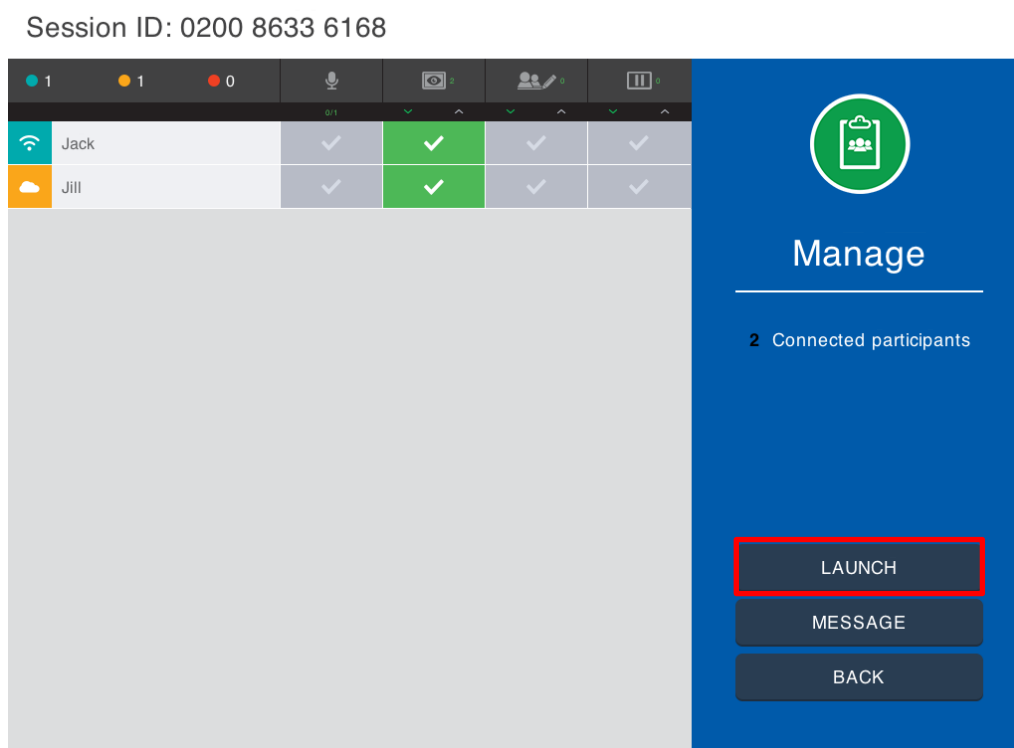 Session ID: 0200 8633 6168
1 1 0 2 0 0
0/1
Jack
Jill
Manage
2 Connected participants
LAUNCH
MESSAGE
BACK